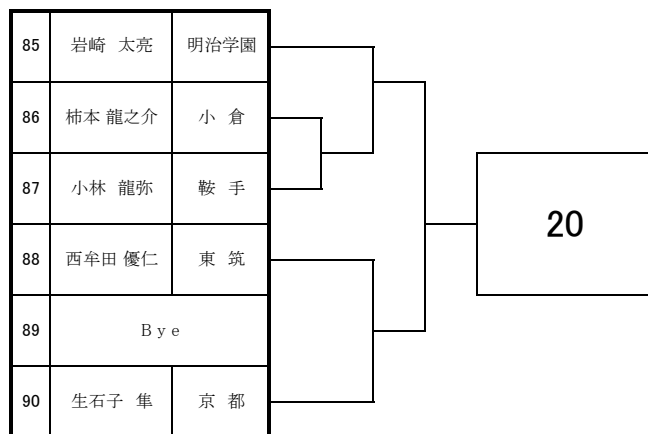 85 岩崎 太亮 明治学園
86 柿本 龍之介 小 倉
87 小林 龍弥 鞍 手
88 西牟田 優仁 東 筑
89 Bye
90 生石子 隼 京 都
20